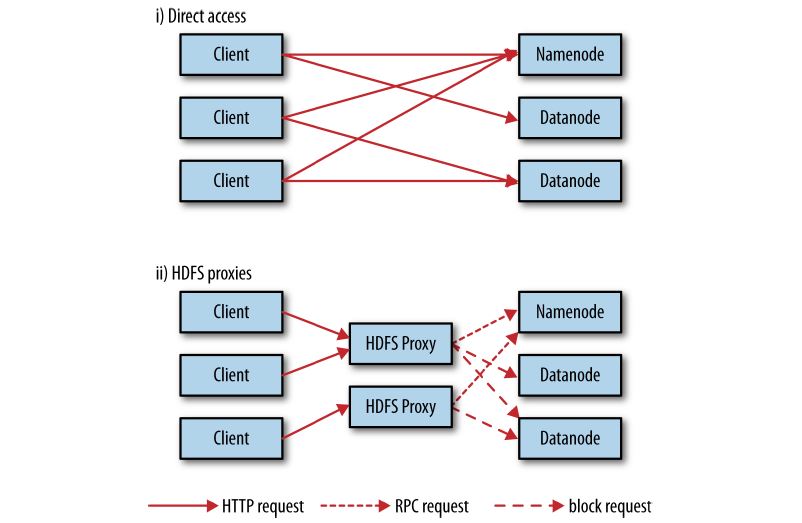 i) Direct access
Client
Namenode
Client
Datanode
Client
Datanode
ii) HDFS proxies
Client
Namenode
HDFS Proxy
Client
Datanode
HDFS Proxy
Client
Datanode
HTTP request
RPC request
block request